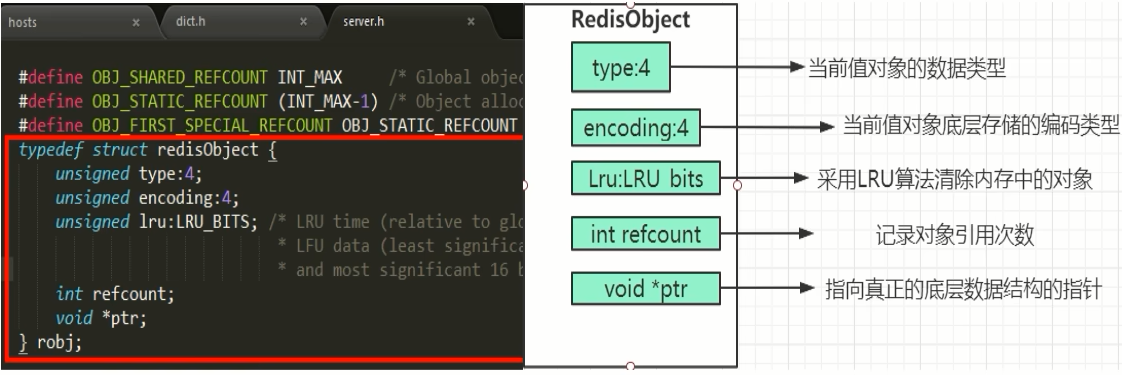 hosts
dict.h
server.h
#define OBJ_SHARED_REFCOUNT INT_MAX /* Global objec
#define OBJ_STATIC_REFCOUNT (INT_MAX-1) /* Object alloc
#define OBJ_FIRST_SPECIAL_REFCOUNT OBJ_STATIC_REFCOUNT
typedef struct redisObject {
unsigned type:4;
unsigned encoding:4;
unsigned lru:LRU_BITS; /* LRU time (relative to glo
* LFU data (least significa
* and most significant 16 b
int refcount;
void *ptr;
} robj;
RedisObject
type:4
当前值对象的数据类型
encoding:4
当前值对象底层存储的编码类型
Lru:LRU_bits
采用LRU算法清除内存中的对象
int refcount
记录对象引用次数
void *ptr
指向真正的底层数据结构的指针